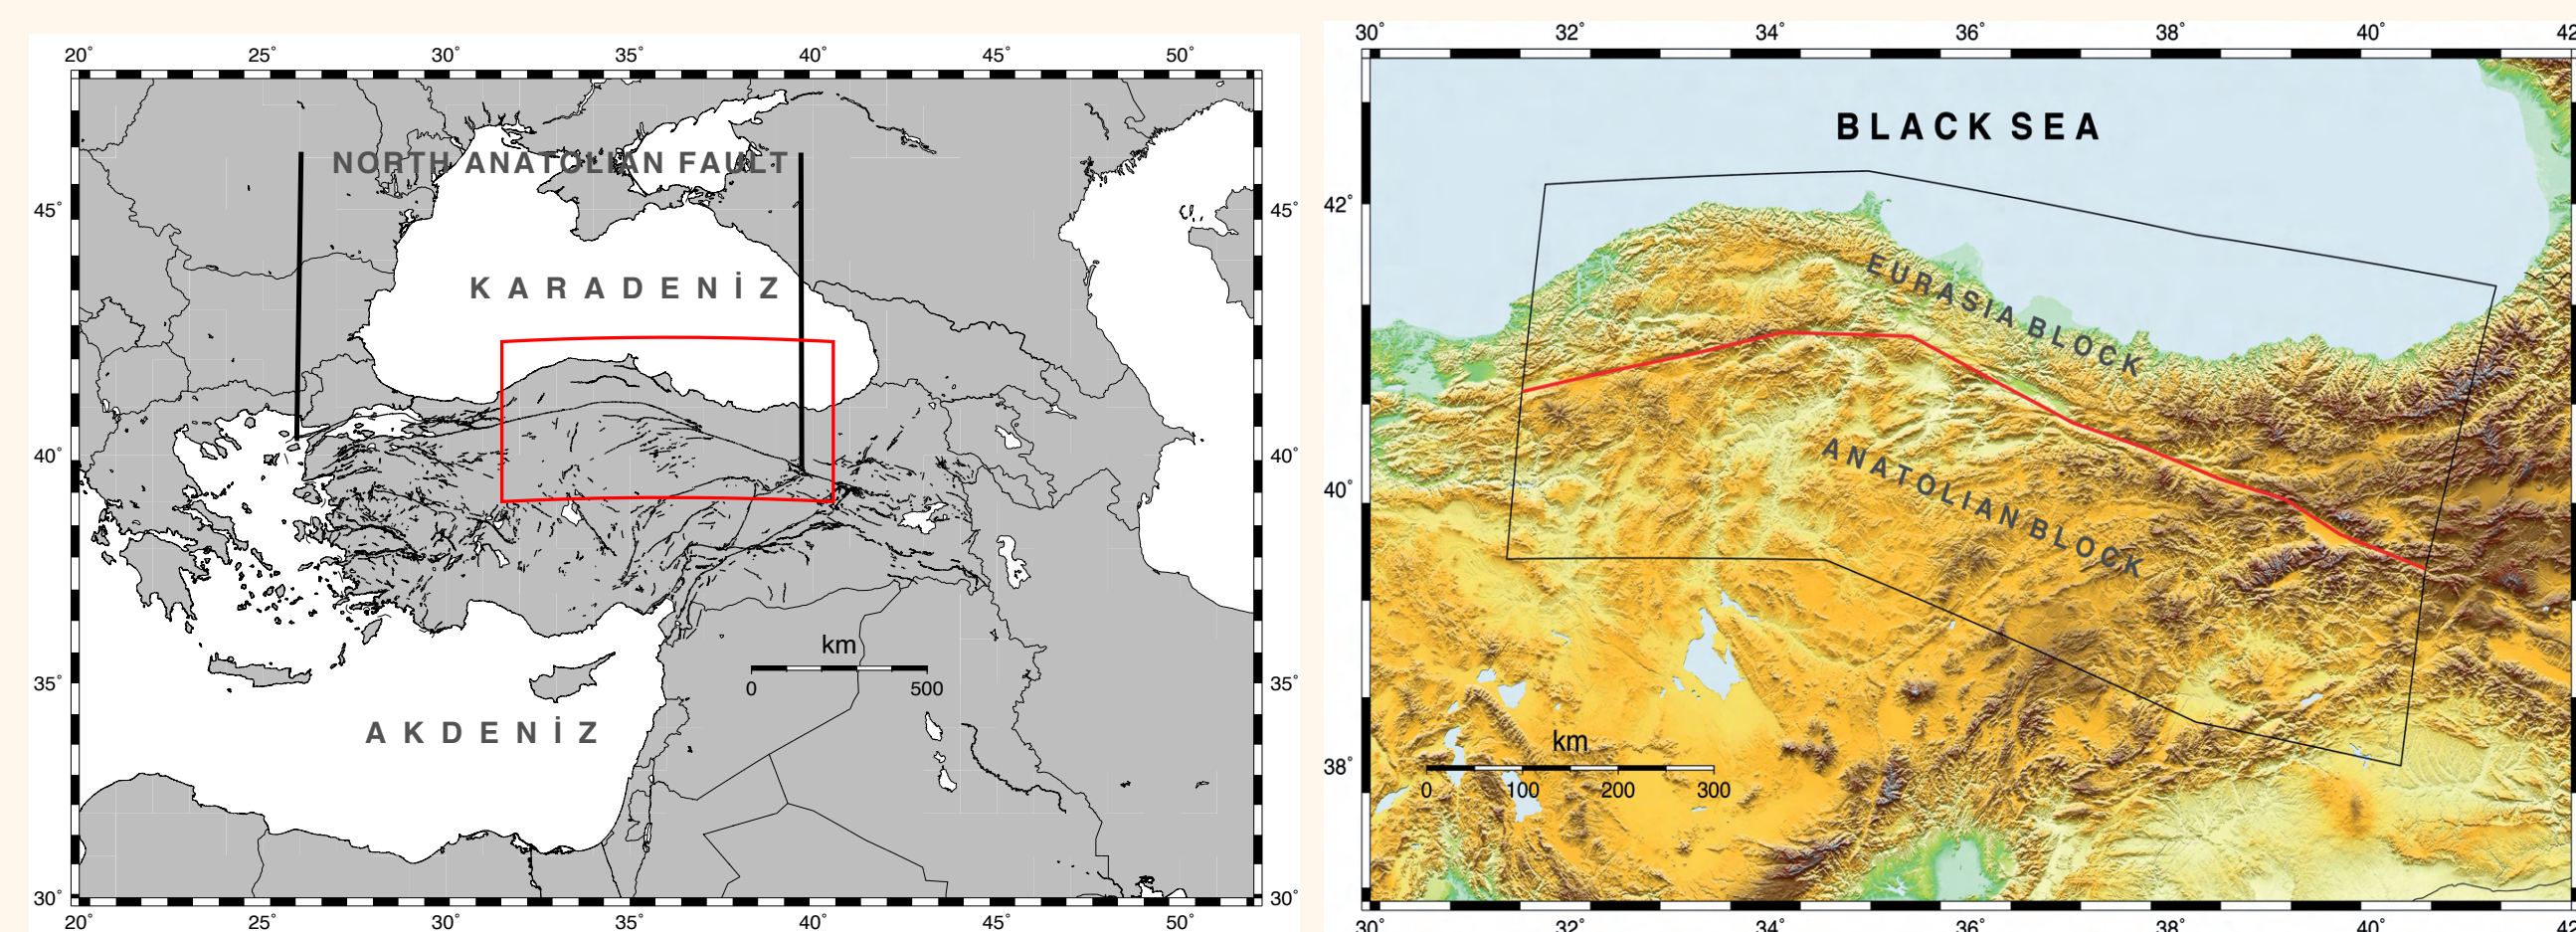 20° 25° 30° 35° 40° 45° 50°
NORTH ANATOLIAN FAULT
45° 45°
KARADENİZ
40° 40°
km
0 500
35° 35°
AKDENİZ
30° 30°
20° 25° 30° 35° 40° 45° 50°
30° 32° 34° 36° 38° 40° 42
BLACK SEA
42°
EURASIA BLOCK
ANATOLIAN BLOCK
40°
km
38°
0 100 200 300
30° 32° 34° 36° 38° 40° 42